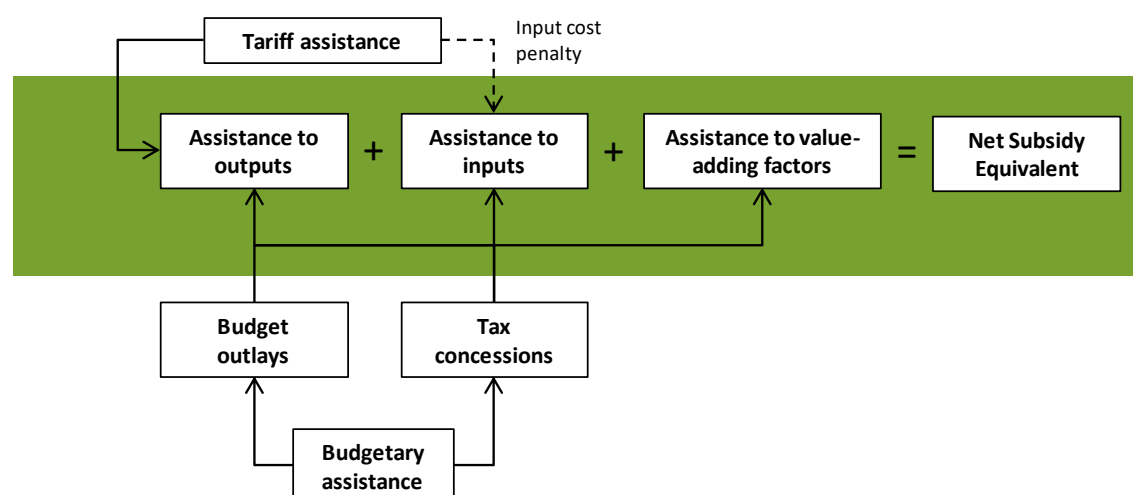 Tariff assistance
Input cost
penalty
Assistance to
outputs
+
Assistance to
inputs
+
Assistance to value-
adding factors
=
Net Subsidy
Equivalent
Budget
outlays
Tax
concessions
Budgetary
assistance